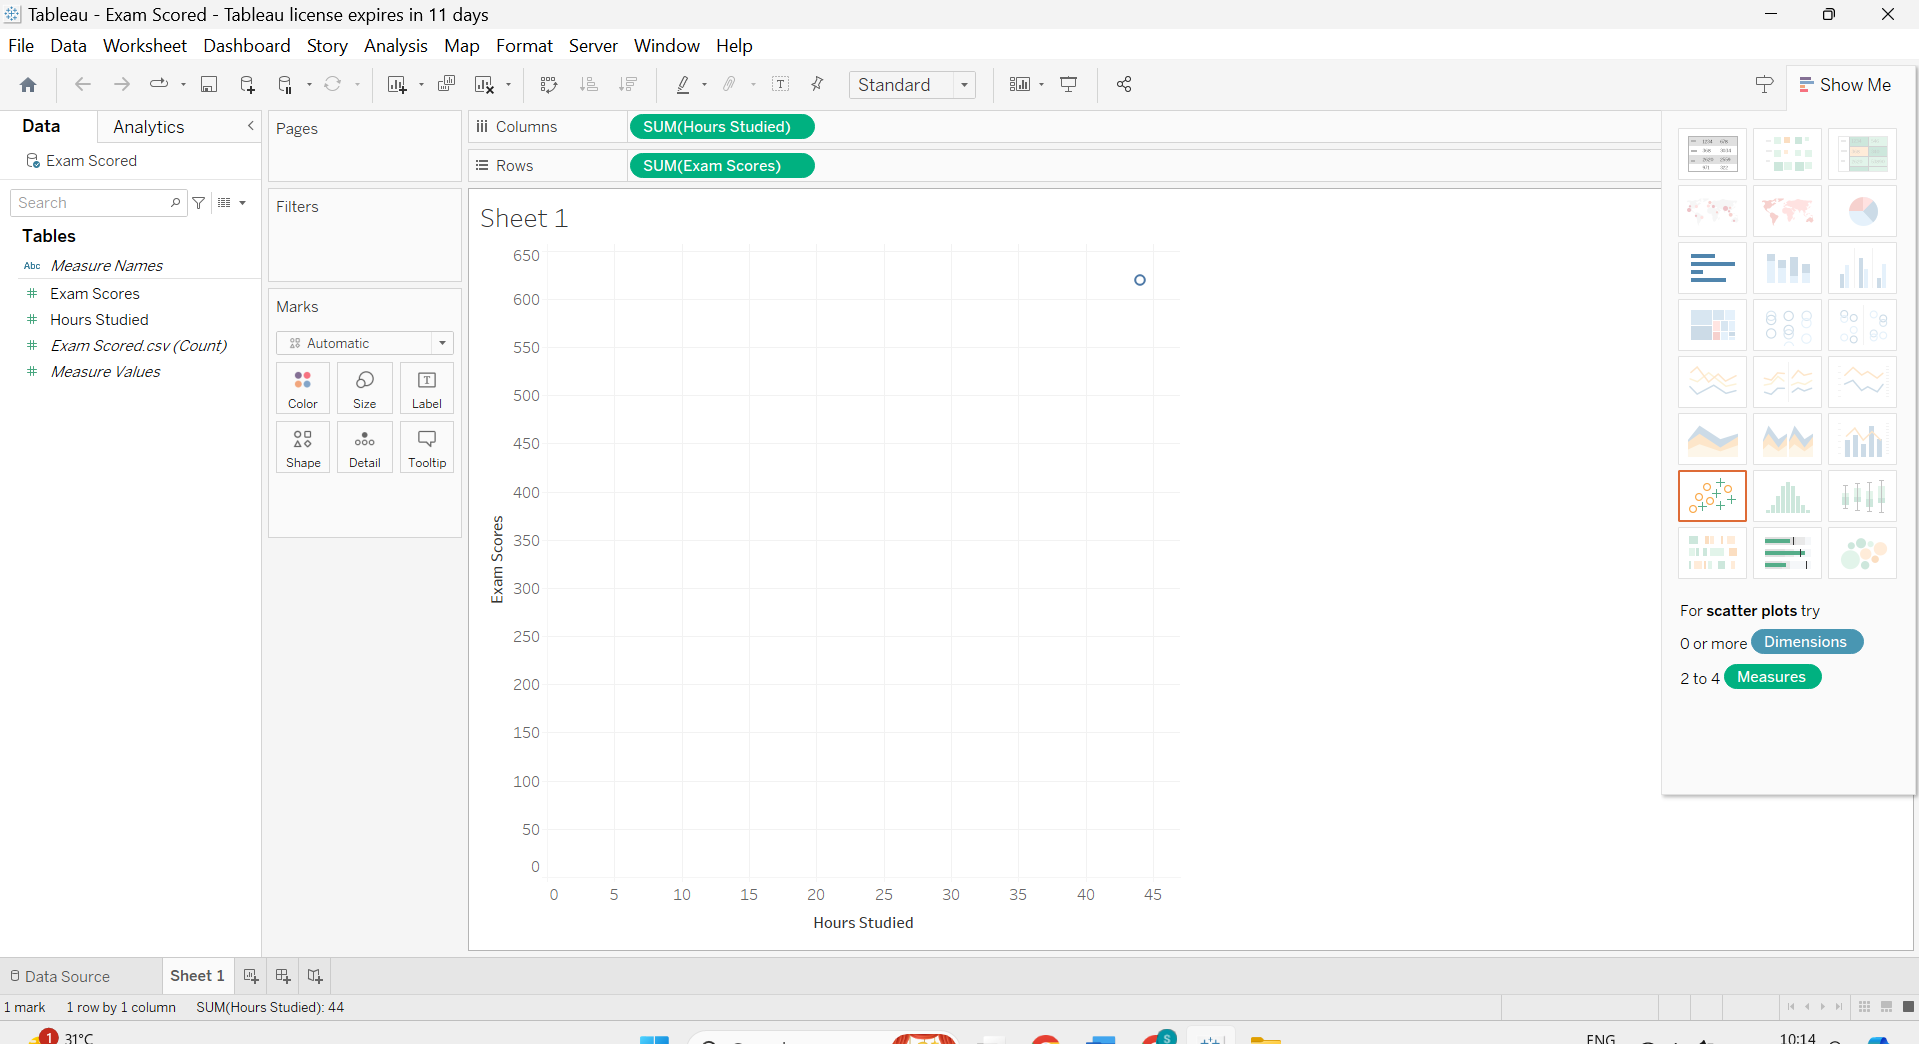 Tableau - Exam Scored - Tableau license expires in 11 days
File Data Worksheet Dashboard Story Analysis Map Format Server Window Help
Standard
Show Me
Data
Analytics
Exam Scored
Search
Tables
Abc Measure Names
Exam Scores
Hours Studied
Exam Scored.csv (Count)
Measure Values
Pages
Filters
Marks
Automatic
Color
Size
Label
Shape
Detail
Tooltip
Columns
SUM(Hours Studied)
Rows
SUM(Exam Scores)
Sheet 1
650
600
550
500
450
400
350
300
250
200
150
100
50
0
Exam Scores
0 5 10 15 20 25 30 35 40 45
Hours Studied
For scatter plots try
0 or more Dimensions
2 to 4 Measures
Data Source
Sheet 1
1 mark 1 row by 1 column SUM(Hours Studied): 44
1
31°C
S
ENG
10:14